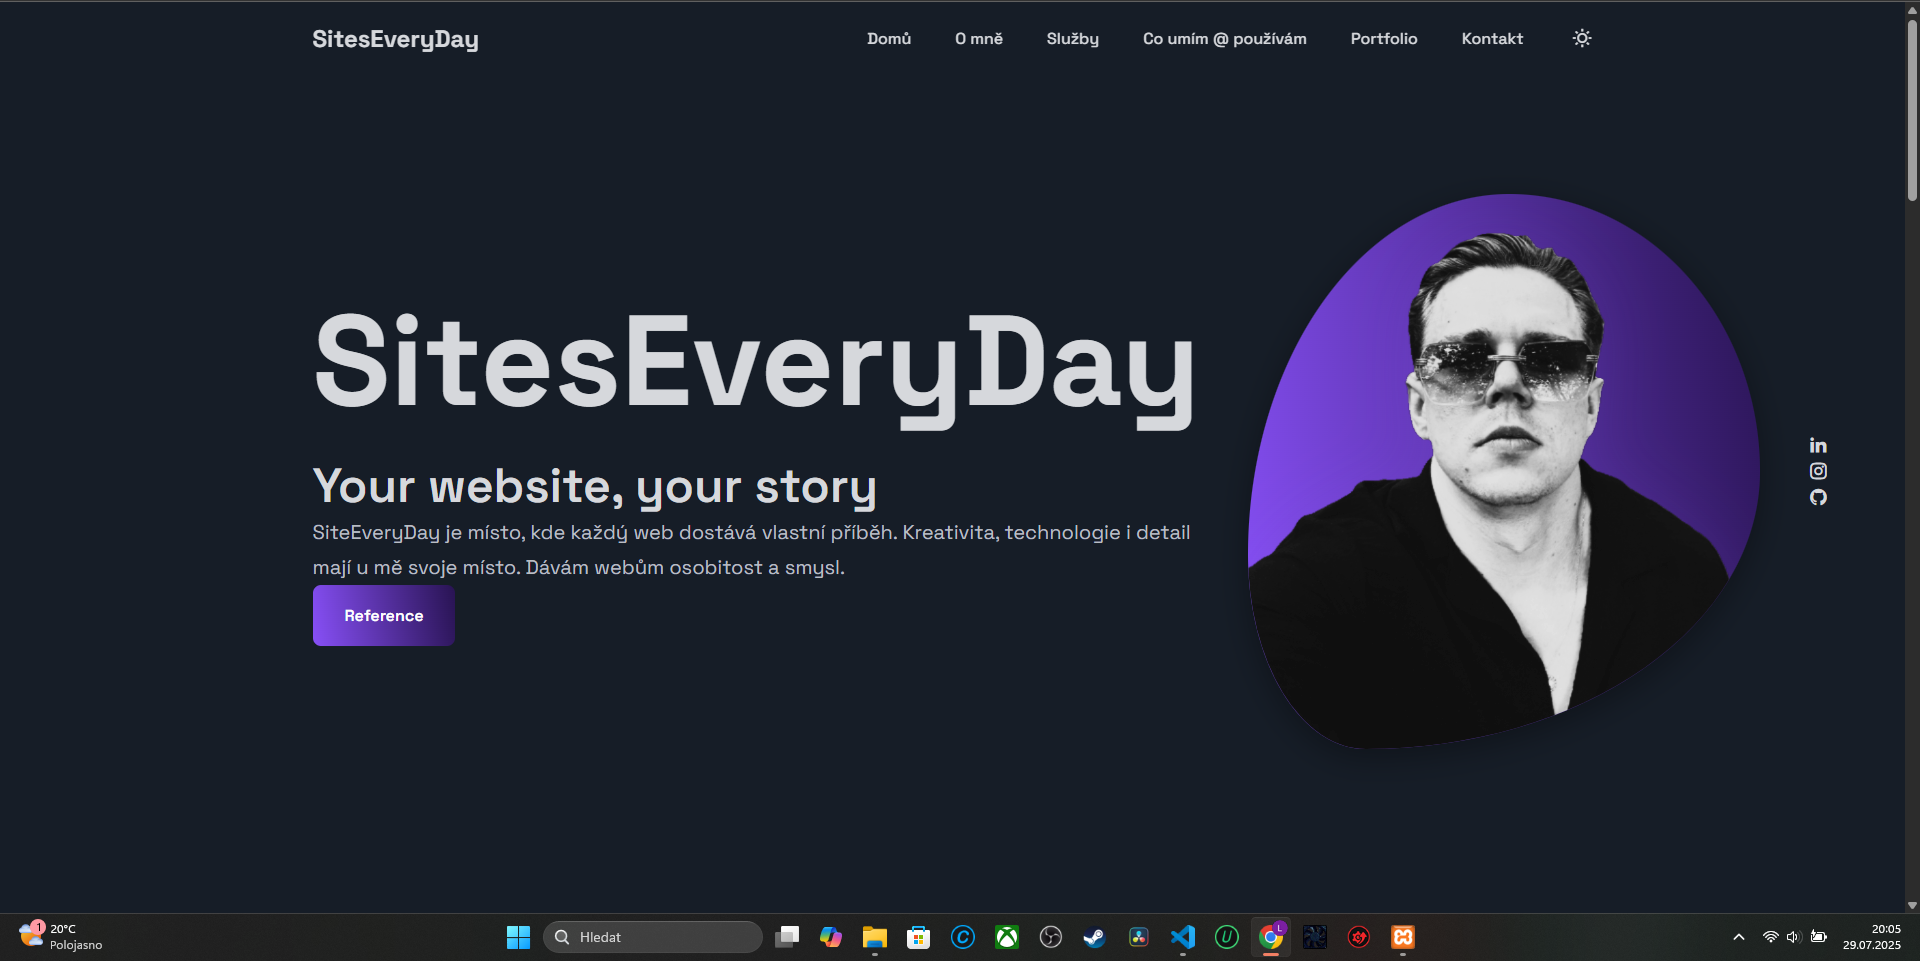 SitesEveryDay
Domů
O mně
Služby
Co umím @ používám
Portfolio
Kontakt
SitesEveryDay
Your website, your story
SiteEveryDay je místo, kde každý web dostává vlastní příběh. Kreativita, technologie i detail
mají u mě svoje místo. Dávám webům osobitost a smysl.
Reference
in
1
20°C
Polojasno
Hledat
C
U
L
20:05
29.07.2025